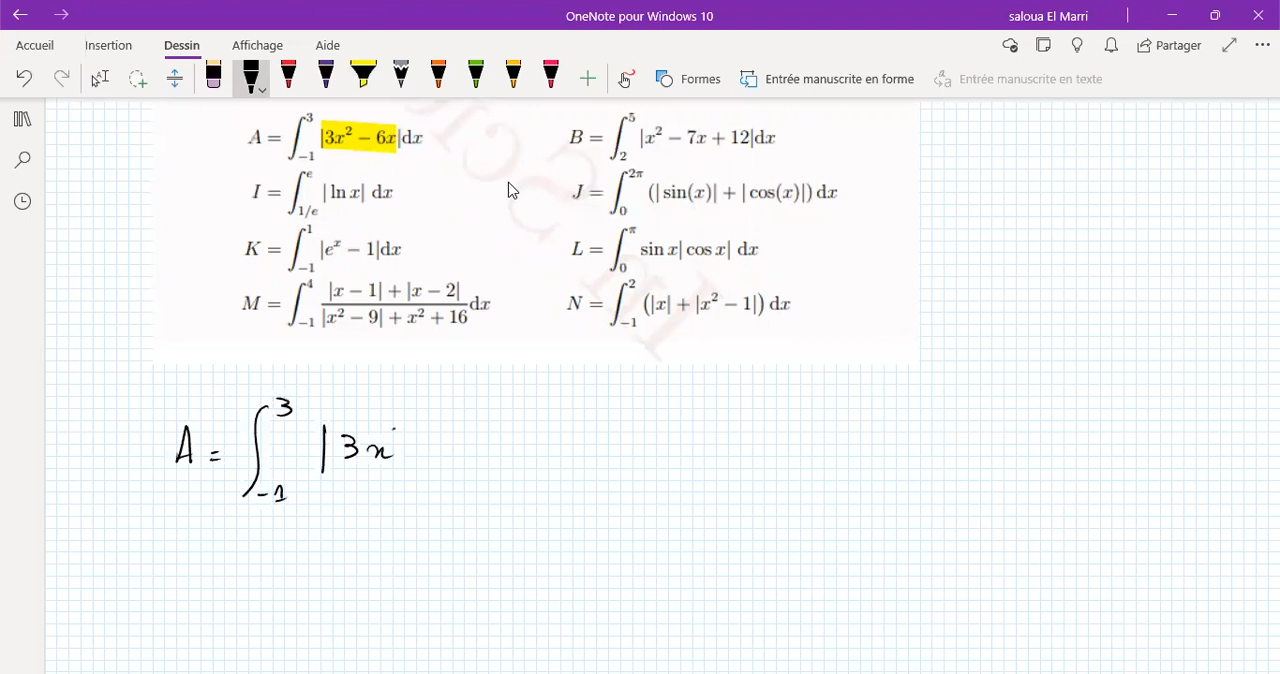 OneNote pour Windows 10
saloua El Marri
Accueil Insertion Dessin Affichage Aide
Partager
Formes Entrée manuscrite en forme Entrée manuscrite en texte
A = ∫_{-1}^{3} |3x² − 6x|dx
B = ∫_{2}^{5} |x² − 7x + 12|dx
I = ∫_{1/e}^{e} | ln x| dx
J = ∫_{0}^{2π} (| sin(x)| + | cos(x)|) dx
K = ∫_{-1}^{1} |eˣ − 1|dx
L = ∫_{0}^{π} sin x| cos x| dx
M = ∫_{-1}^{4} (|x − 1| + |x − 2|)/(|x² − 9| + x² + 16) dx
N = ∫_{-1}^{2} (|x| + |x² − 1|) dx
A = ∫_{-1}^{3} |3x